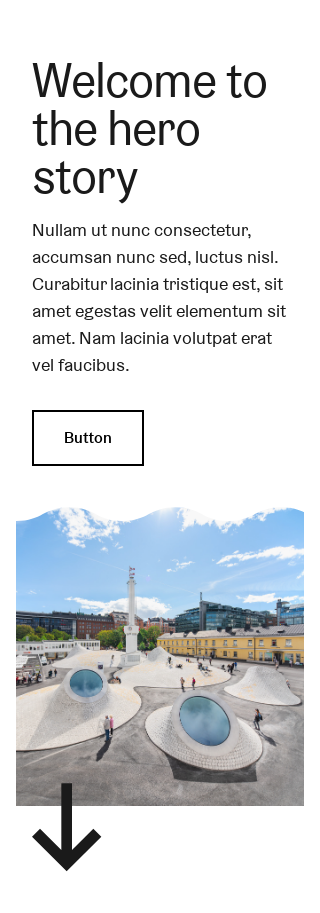 Welcome to
the hero
story
Nullam ut nunc consectetur,
accumsan nunc sed, luctus nisl.
Curabitur lacinia tristique est, sit
amet egestas velit elementum sit
amet. Nam lacinia volutpat erat
vel faucibus.
Button